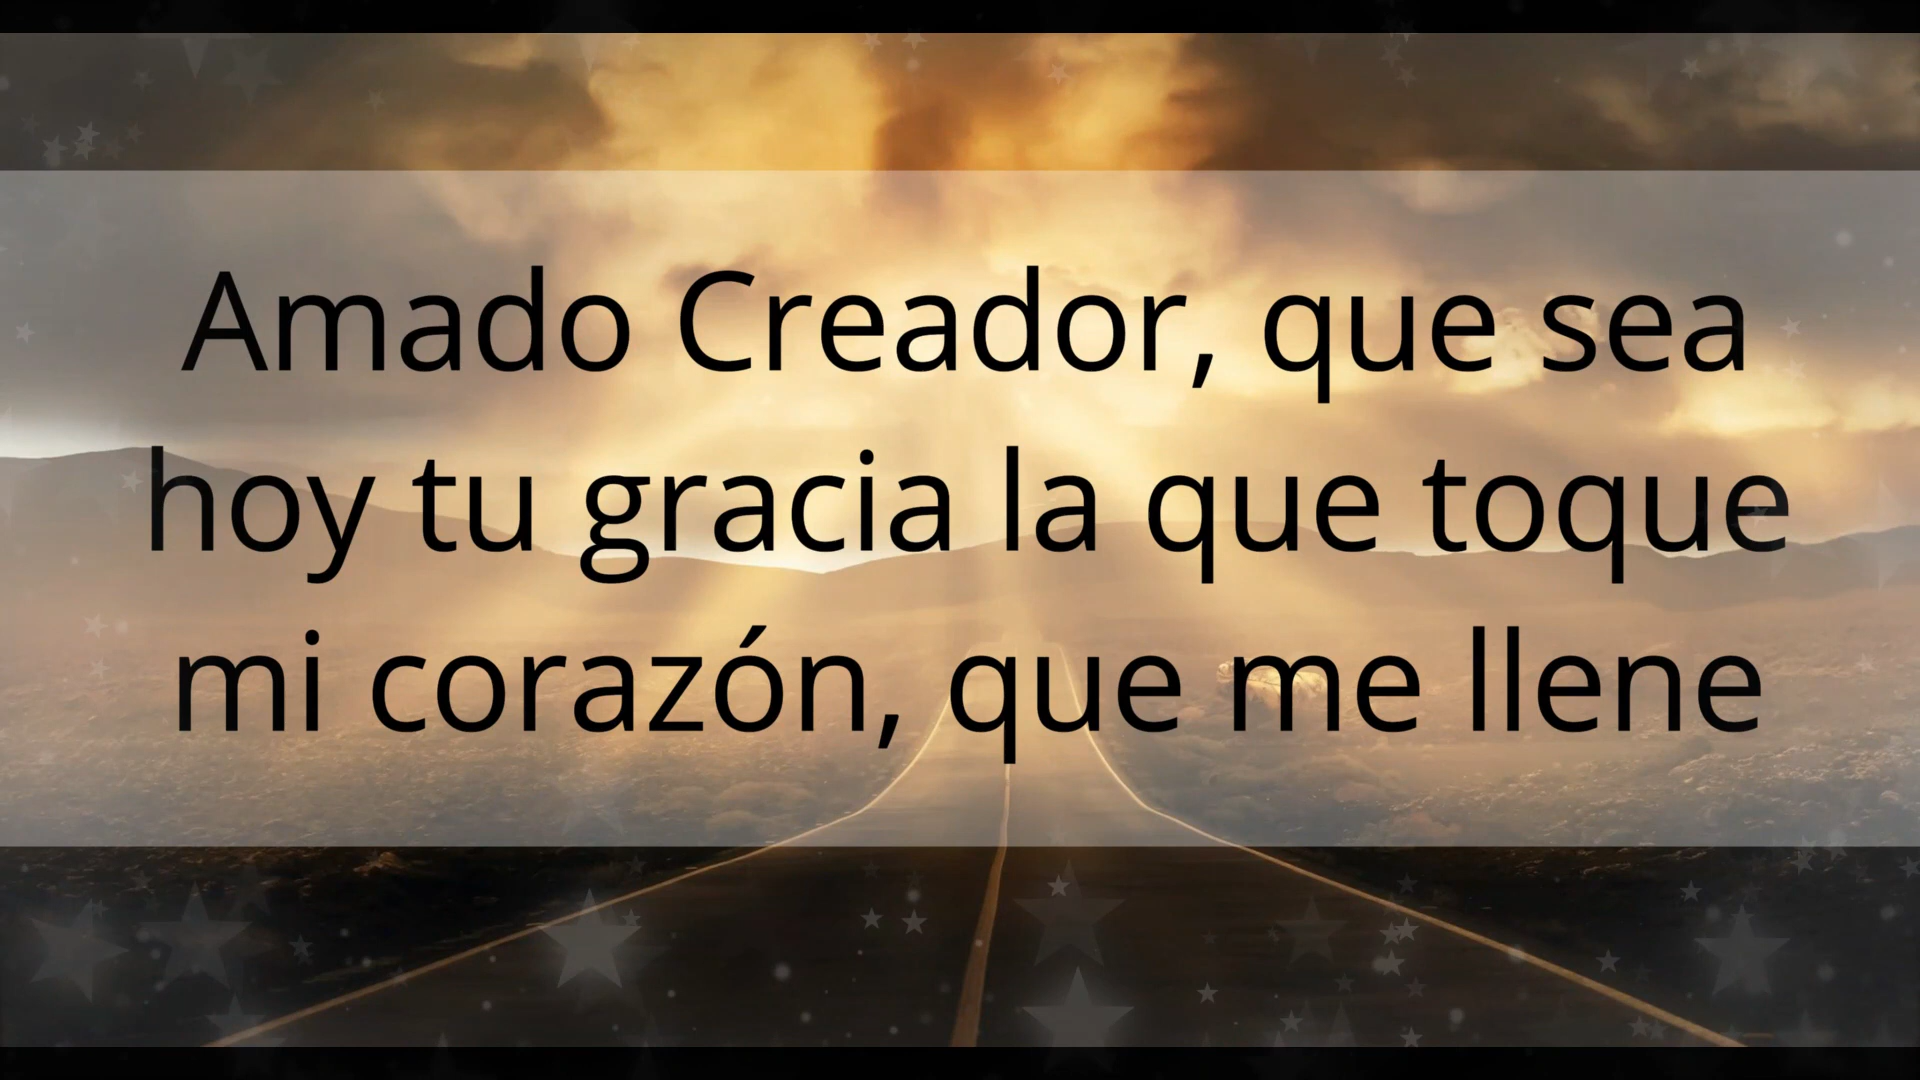 Amado Creador, que sea
hoy tu gracia la que toque
mi corazón, que me llene